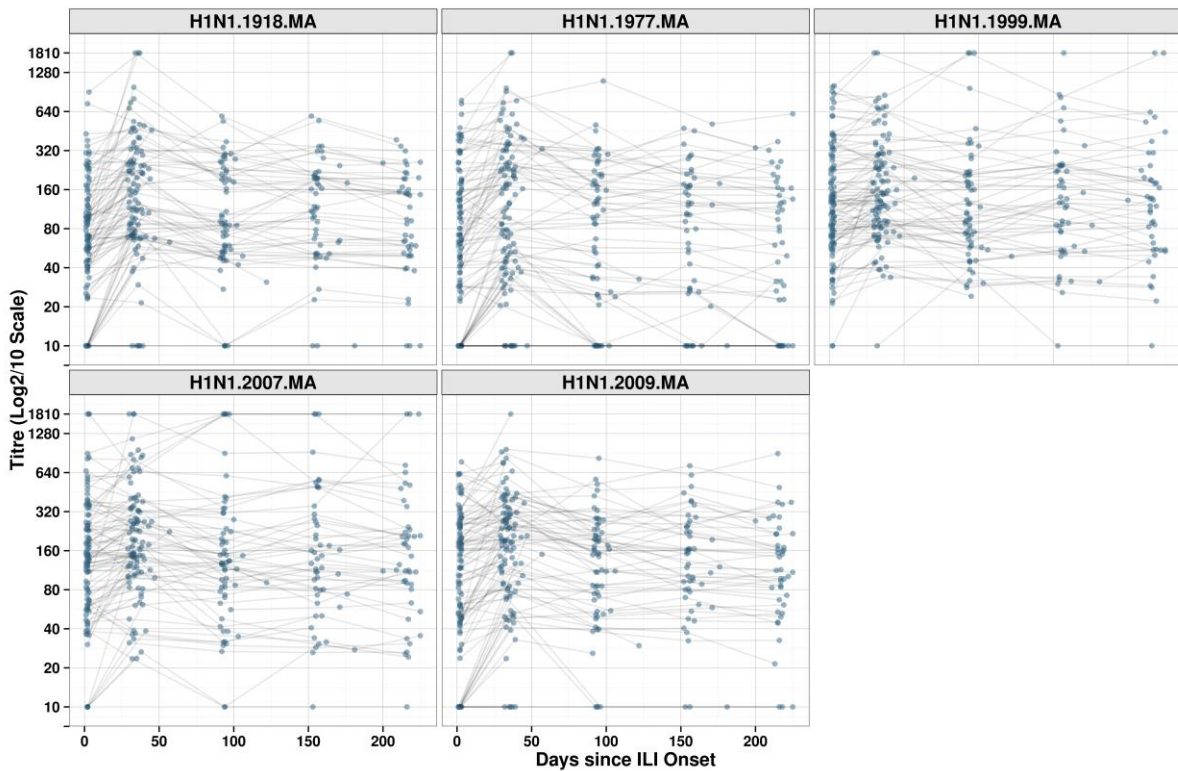 H1N1.1918.MA
H1N1.1977.MA
H1N1.1999.MA
1810
1280
640
320
160
80
40
20
10
H1N1.2007.MA
H1N1.2009.MA
1810
1280
640
320
160
80
40
20
10
Titre (Log2/10 Scale)
0 50 100 150 200
0 50 100 150 200
Days since ILI Onset